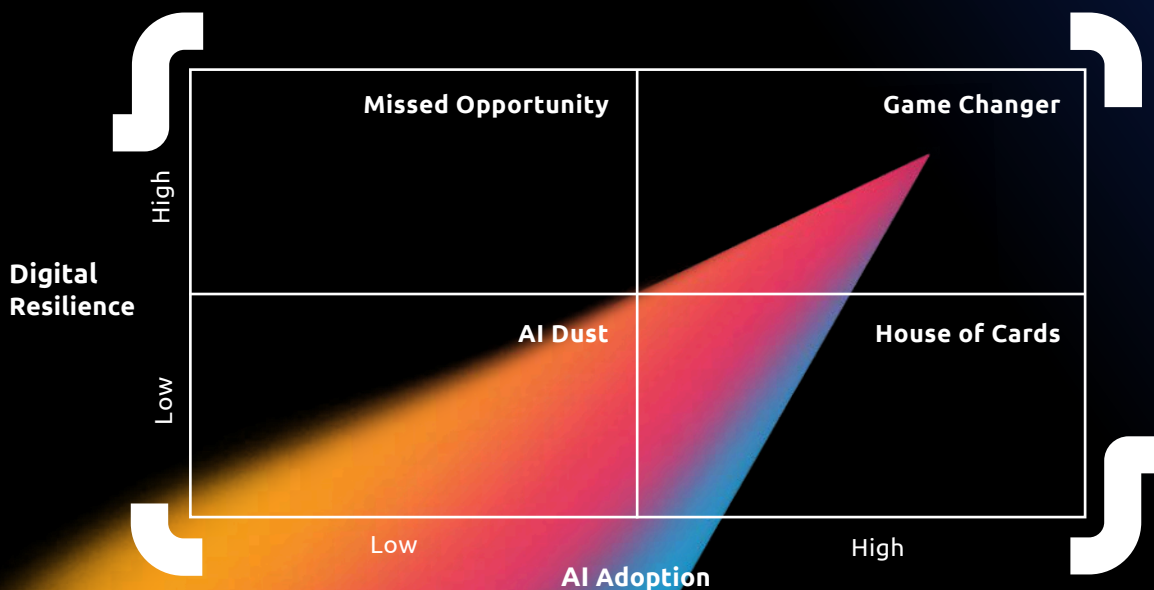 Missed Opportunity
Game Changer
High
Digital
Resilience
AI Dust
House of Cards
Low
Low
High
AI Adoption